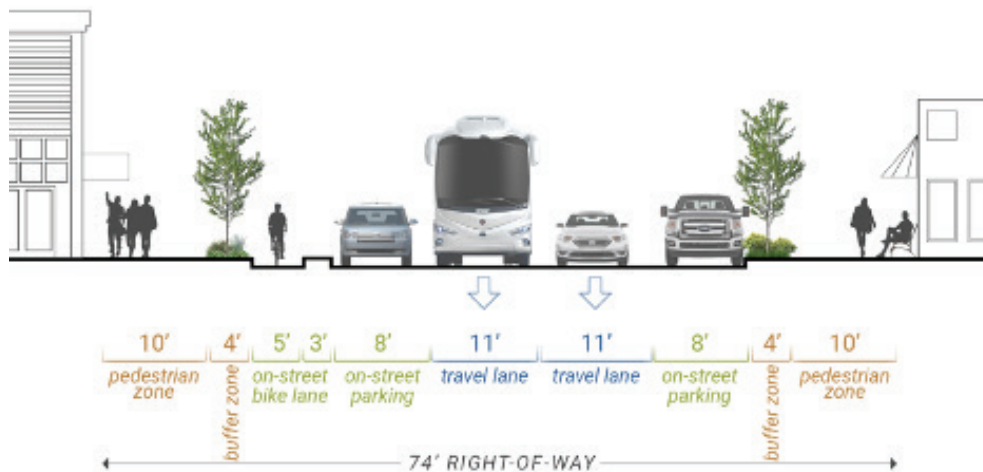 10’ 4’ 5’ 3’ 8’ 11’ 11’ 8’ 4’ 10’
pedestrian zone
buffer zone
on-street bike lane
on-street parking
travel lane
travel lane
on-street parking
buffer zone
pedestrian zone
74’ RIGHT-OF-WAY